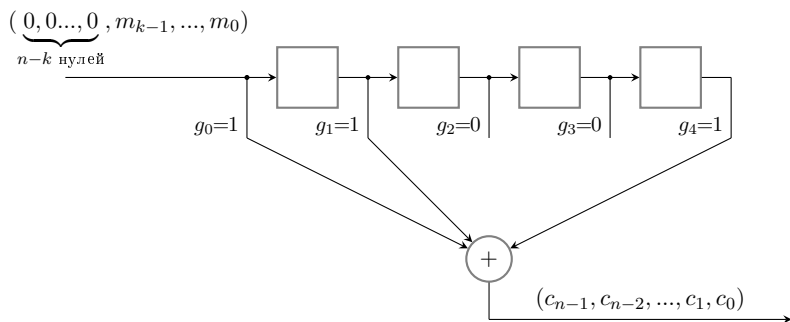 ( 0, 0..., 0 , m_{k−1}, ..., m_0)
n−k нулей
g_0=1 g_1=1 g_2=0 g_3=0 g_4=1
+
(c_{n−1}, c_{n−2}, ..., c_1, c_0)